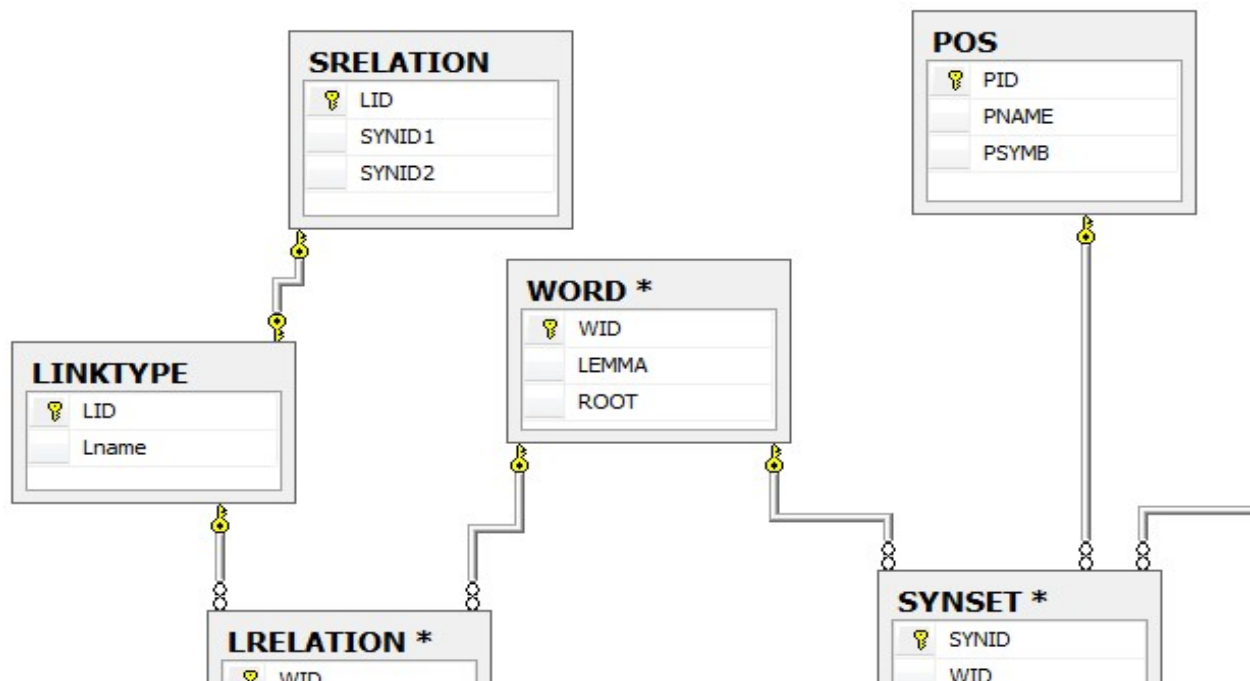 SRELATION
LID
SYNID1
SYNID2
POS
PID
PNAME
PSYMB
WORD *
WID
LEMMA
ROOT
LINKTYPE
LID
Lname
LRELATION *
WID
SYNSET *
SYNID
WID